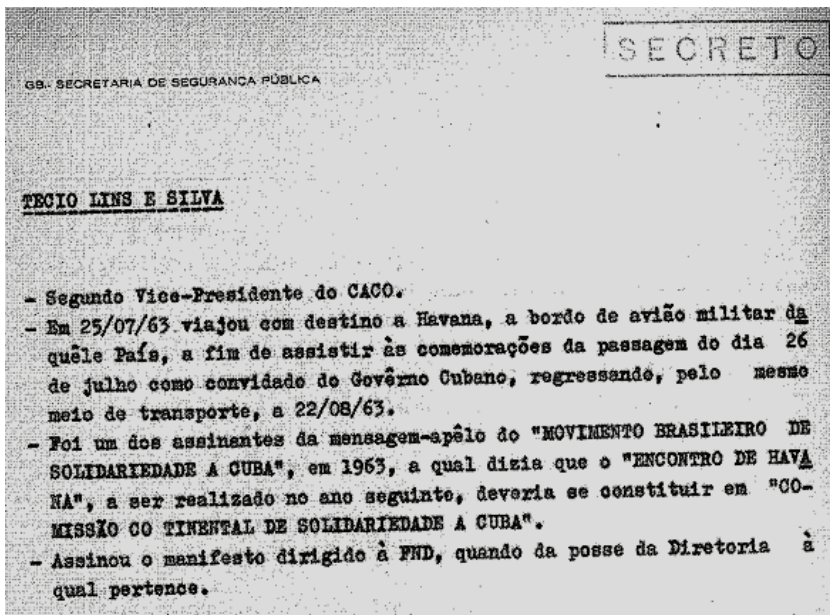 SECRETO
GB.- SECRETARIA DE SEGURANÇA PÚBLICA
TECIO LINS E SILVA
- Segundo Vice-Presidente do CACO.
- Em 25/07/63 viajou com destino a Havana, a bordo de avião militar da
quêle País, a fim de assistir às comemorações da passagem do dia 26
de julho como convidado do Govêrno Cubano, regressando, pelo mesmo
meio de transporte, a 22/08/63.
- Foi um dos assinantes da mensagem-apêlo do "MOVIMENTO BRASILEIRO DE
SOLIDARIEDADE A CUBA", em 1963, a qual dizia que o "ENCONTRO DE HAVA
NA", a ser realizado no ano seguinte, deveria se constituir em "CO-
MISSÃO CO TINENTAL DE SOLIDARIEDADE A CUBA".
- Assinou o manifesto dirigido à FND, quando da posse da Diretoria à
qual pertence.